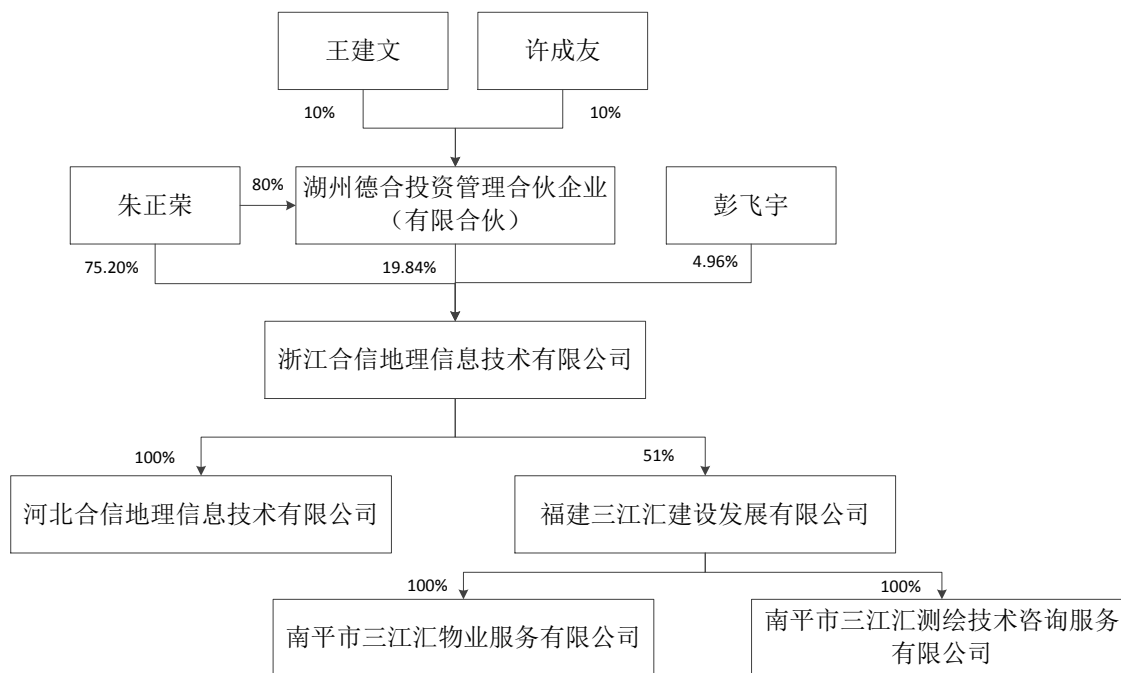 王建文
许成友
10%
10%
朱正荣
80%
湖州德合投资管理合伙企业
（有限合伙）
彭飞宇
75.20%
19.84%
4.96%
浙江合信地理信息技术有限公司
100%
51%
河北合信地理信息技术有限公司
福建三江汇建设发展有限公司
100%
100%
南平市三江汇物业服务有限公司
南平市三江汇测绘技术咨询服务
有限公司